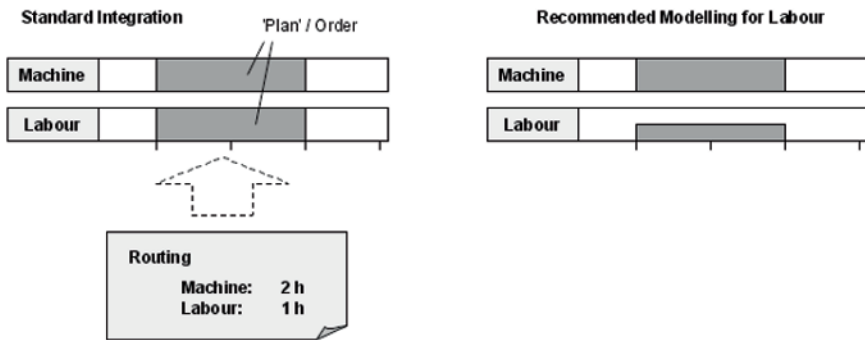 Standard Integration
'Plan' / Order
Machine
Labour
Routing
Machine: 2 h
Labour: 1 h
Recommended Modelling for Labour
Machine
Labour